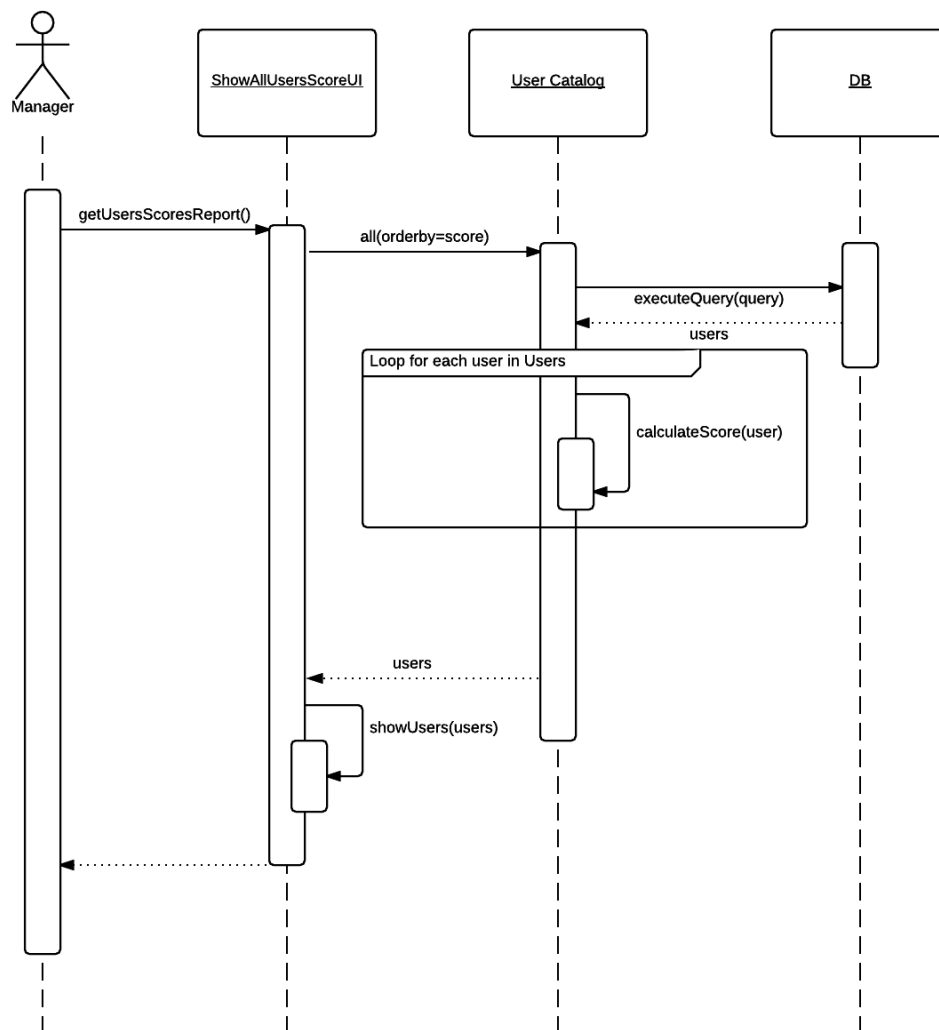 Manager
ShowAllUsersScoreUI
User Catalog
DB
getUsersScoresReport()
all(orderby=score)
executeQuery(query)
users
Loop for each user in Users
calculateScore(user)
users
showUsers(users)